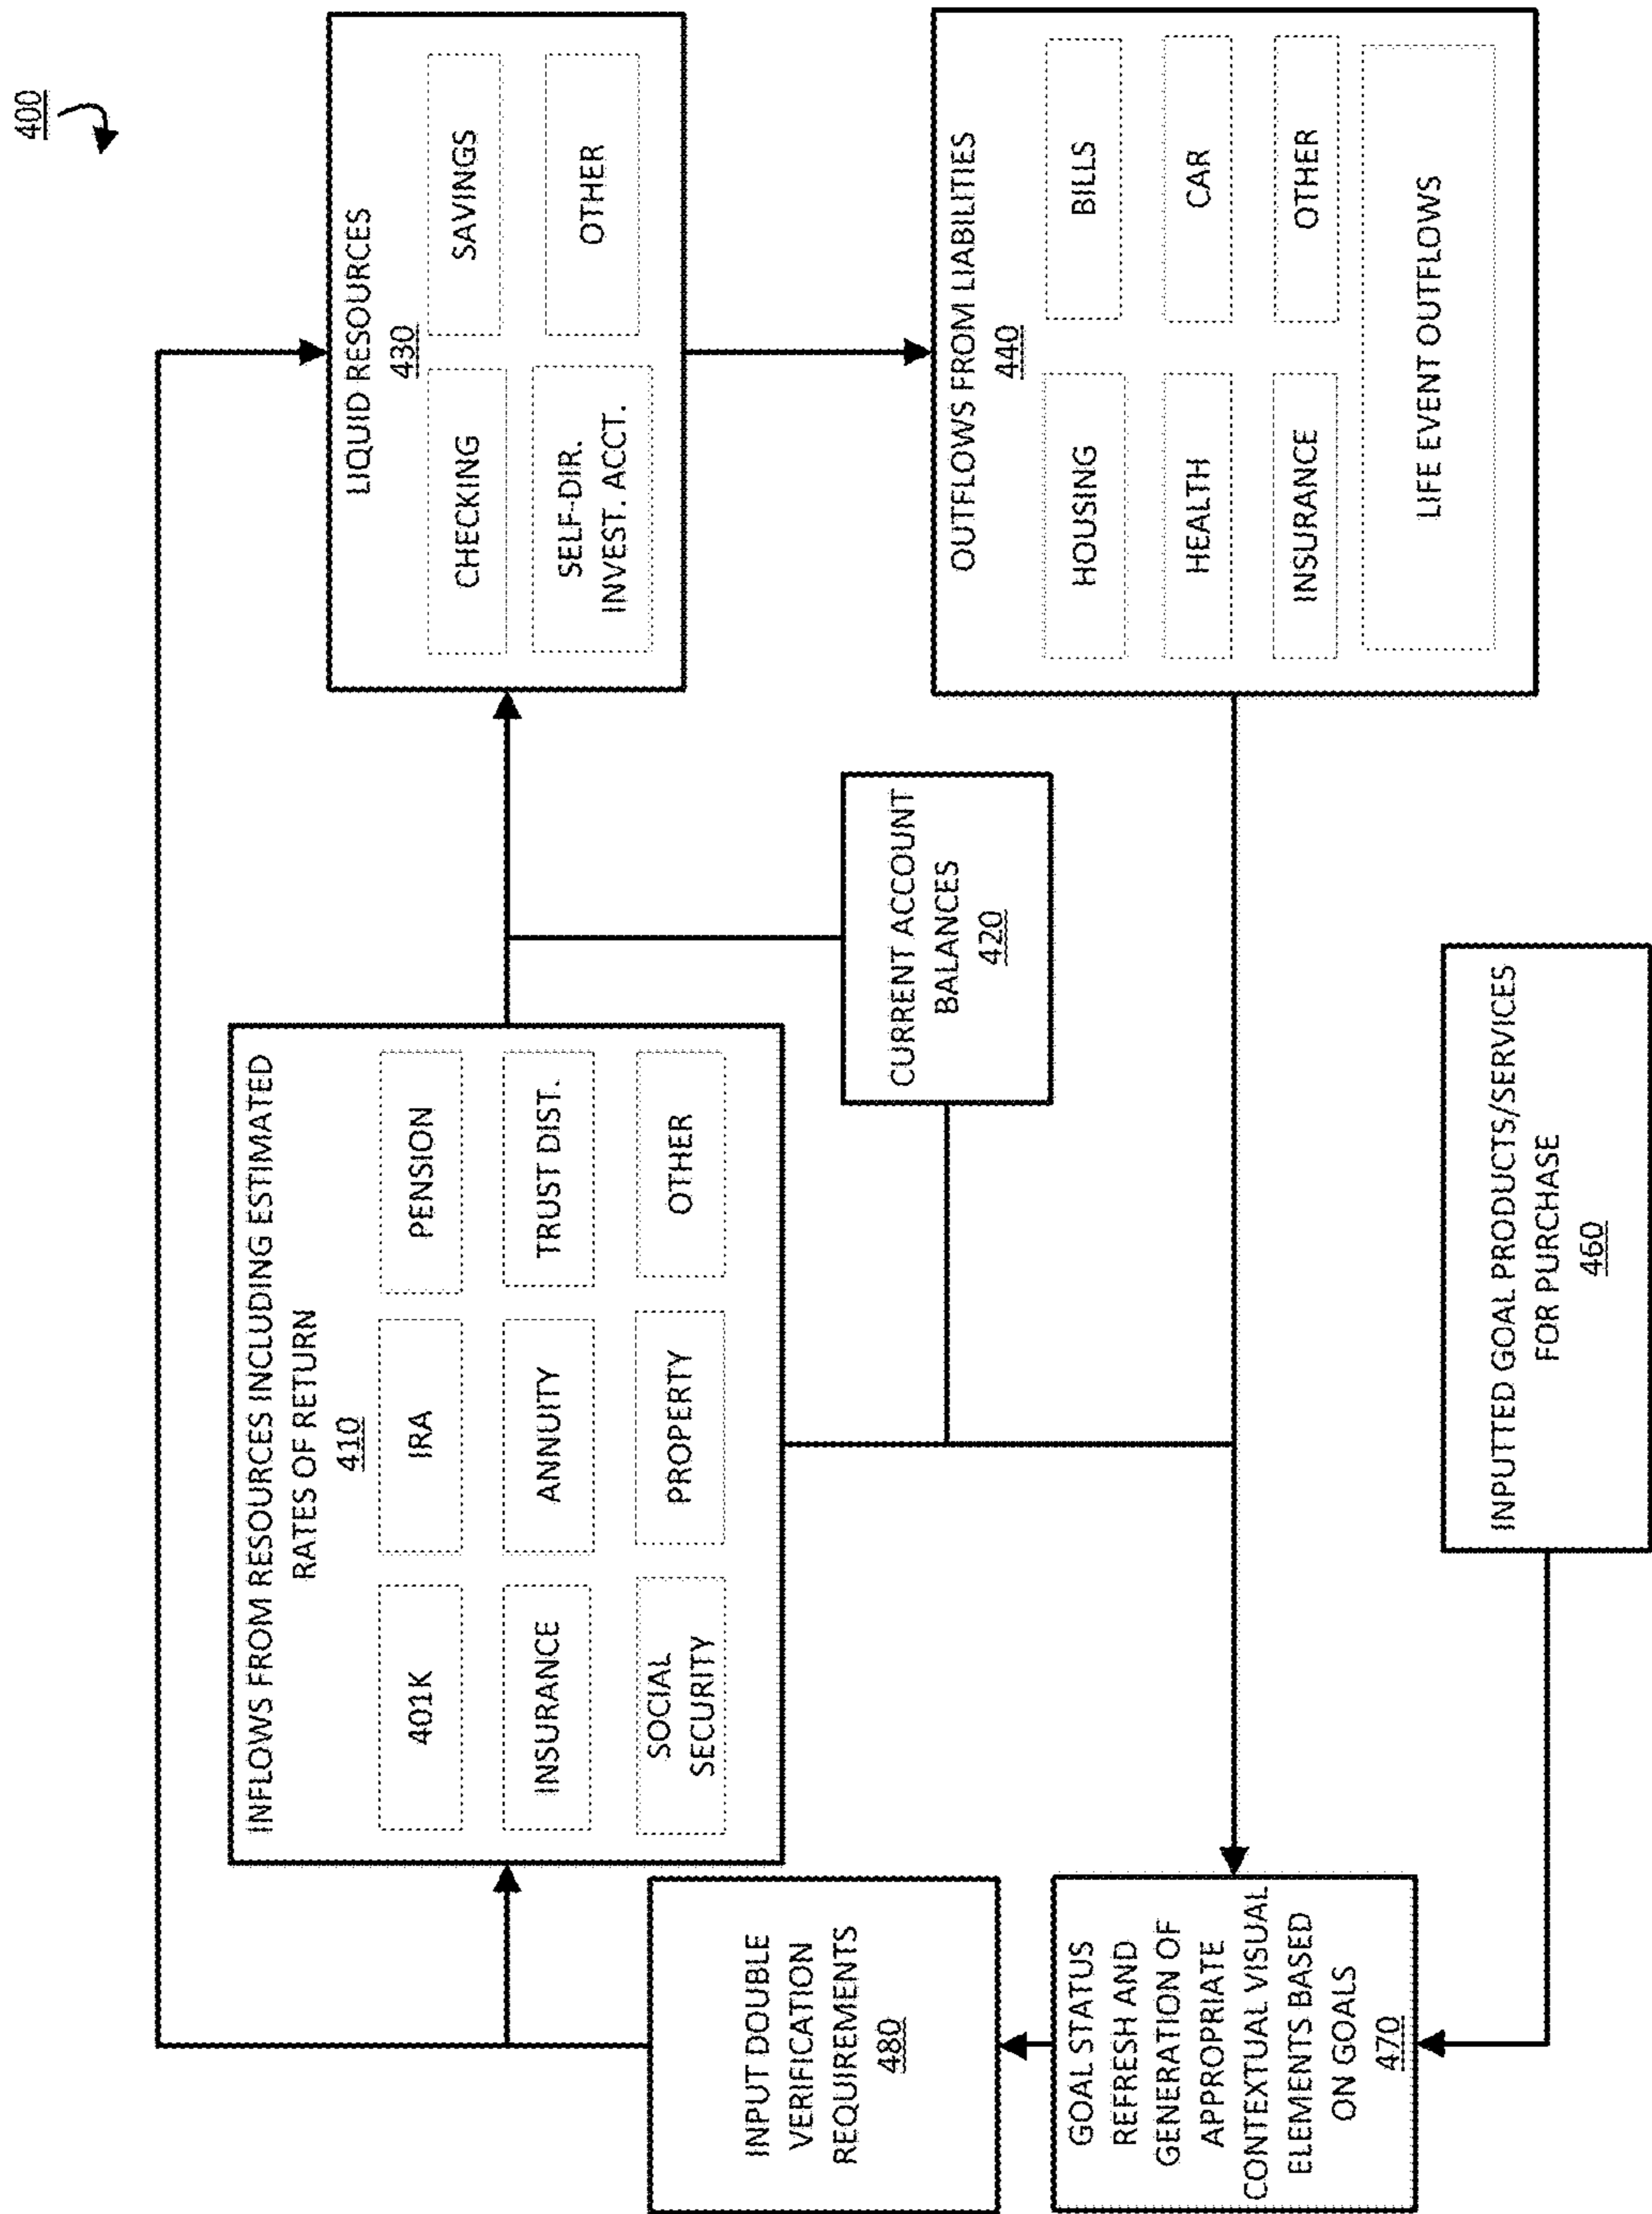 400
INFLOWS FROM RESOURCES INCLUDING ESTIMATED
RATES OF RETURN
410
401K
IRA
PENSION
INSURANCE
ANNUITY
TRUST DIST.
SOCIAL
SECURITY
PROPERTY
OTHER
LIQUID RESOURCES
430
CHECKING
SAVINGS
SELF-DIR.
INVEST. ACCT.
OTHER
INPUT DOUBLE
VERIFICATION
REQUIREMENTS
480
CURRENT ACCOUNT
BALANCES
420
OUTFLOWS FROM LIABILITIES
440
HOUSING
BILLS
HEALTH
CAR
INSURANCE
OTHER
LIFE EVENT OUTFLOWS
GOAL STATUS
REFRESH AND
GENERATION OF
APPROPRIATE
CONTEXTUAL VISUAL
ELEMENTS BASED
ON GOALS
470
INPUTTED GOAL PRODUCTS/SERVICES
FOR PURCHASE
460